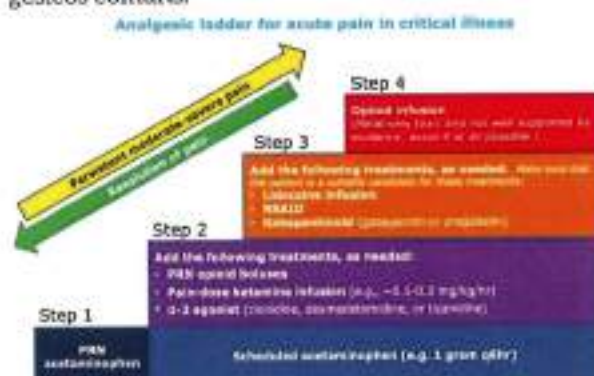 Analgesic ladder for acute pain in critical illness
Persistent moderate-severe pain
Resolution of pain
Step 4
Opioid infusion
Step 3
Add the following treatments, as needed.
Lidocaine infusion
NSAID
Gabapentinoid (gabapentin or pregabalin)
Step 2
Add the following treatments, as needed:
• PRN opioid boluses
• Pain-dose ketamine infusion (e.g., ~0.1-0.3 mg/kg/hr)
• α-2 agonist (clonidine, dexmedetomidine, or tizanidine)
Step 1
PRN
acetaminophen
Scheduled acetaminophen (e.g. 1 gram q6hr)